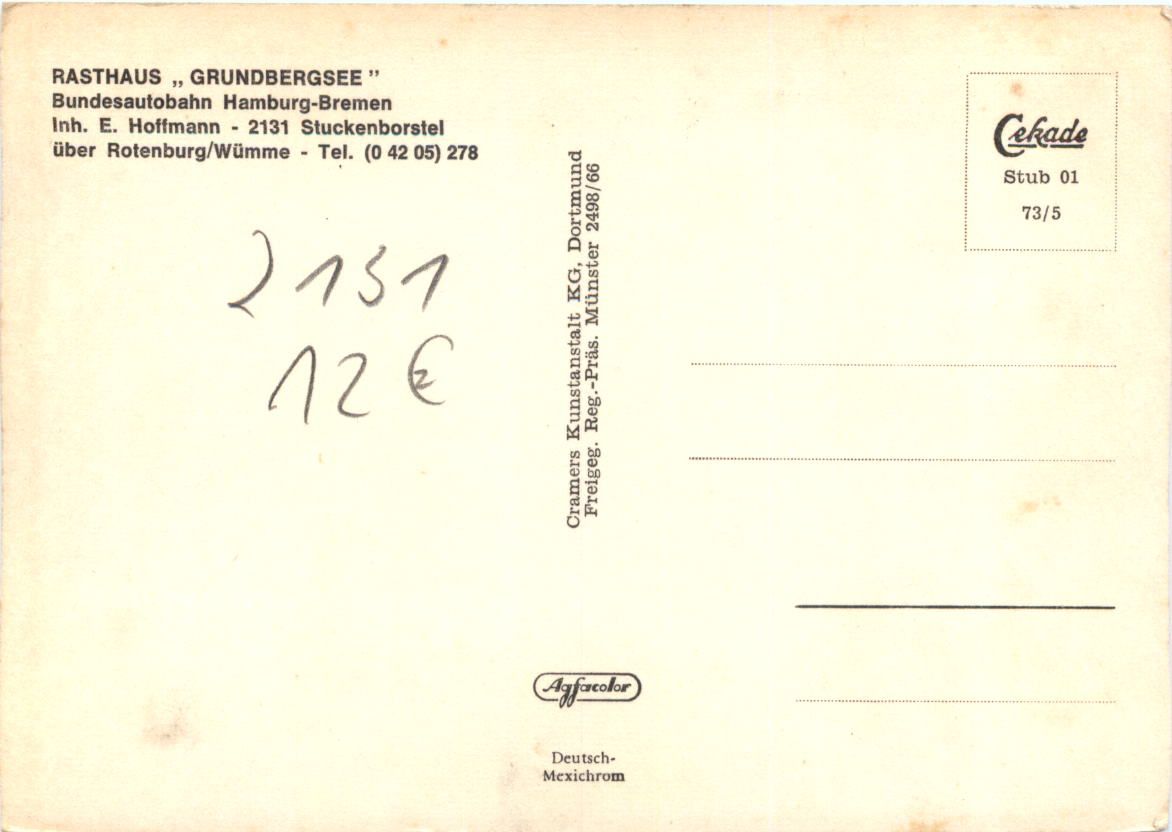 RASTHAUS „ GRUNDBERGSEE ”
Bundesautobahn Hamburg-Bremen
Inh. E. Hoffmann - 2131 Stuckenborstel
über Rotenburg/Wümme - Tel. (0 42 05) 278
2131
12 €
Cramers Kunstanstalt KG, Dortmund
Freigeg. Reg.-Präs. Münster 2498/66
Cekade
Stub 01
73/5
Agfacolor
Deutsch-
Mexichrom